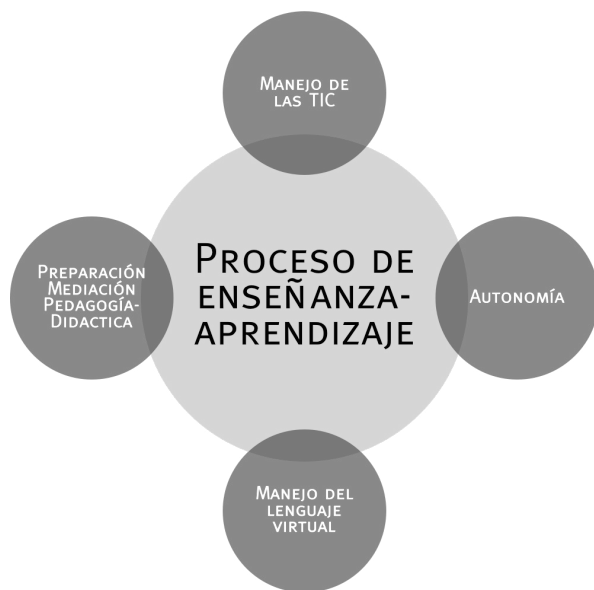 Manejo de
las TIC
Preparación
Mediación
Pedagogía-
Didactica
Proceso de
enseñanza-
aprendizaje
Autonomía
Manejo del
lenguaje
virtual